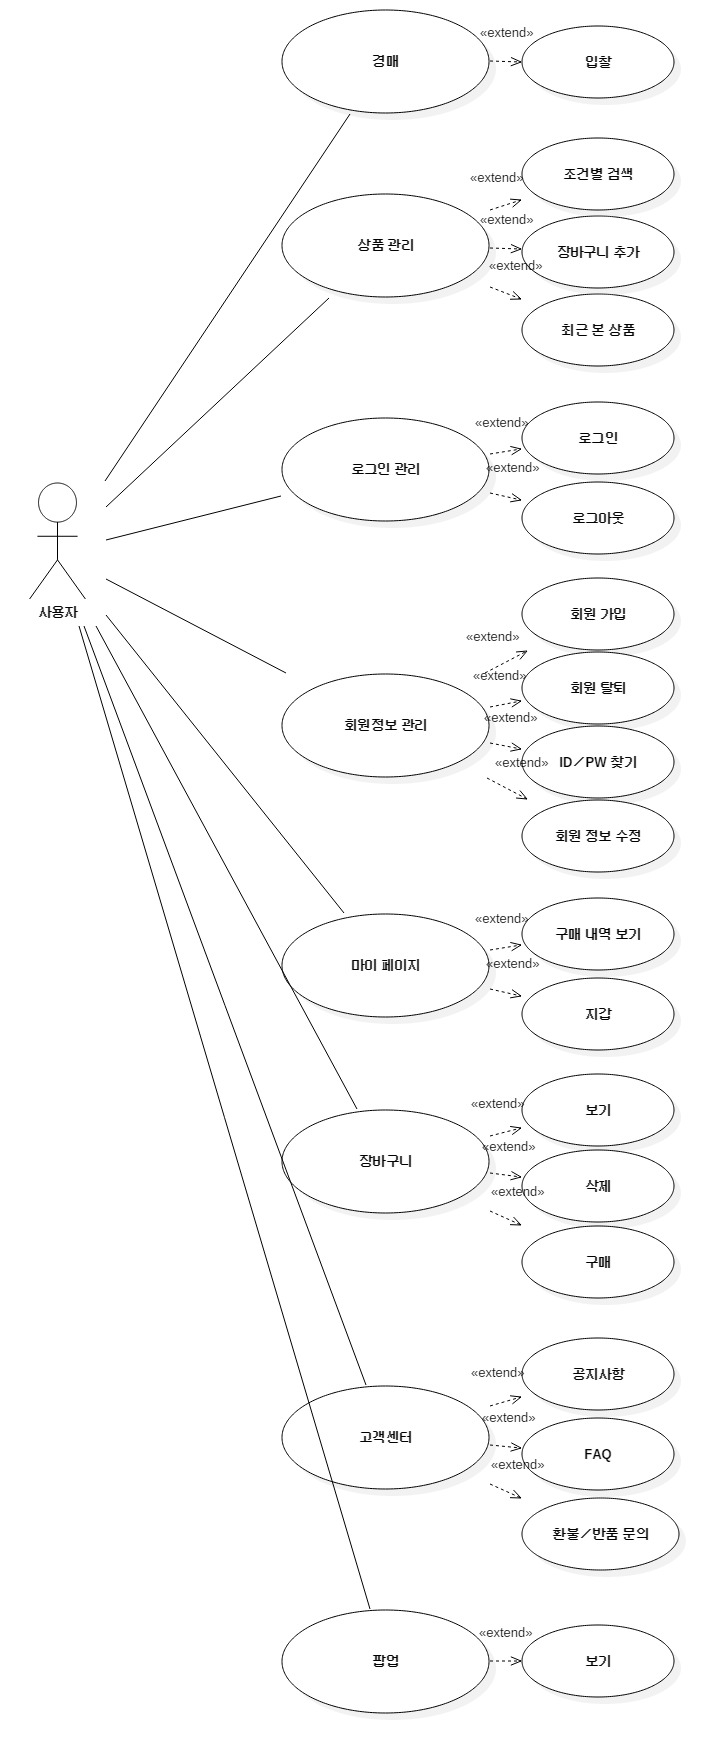 «extend»
경매
입찰
«extend»
조건별 검색
«extend»
상품 관리
장바구니 추가
«extend»
최근 본 상품
«extend»
로그인
로그인 관리
«extend»
로그아웃
사용자
회원 가입
«extend»
«extend»
회원 탈퇴
«extend»
회원정보 관리
«extend»
ID/PW 찾기
회원 정보 수정
«extend»
구매 내역 보기
마이 페이지
«extend»
지갑
«extend»
보기
«extend»
장바구니
삭제
«extend»
구매
«extend»
공지사항
«extend»
고객센터
FAQ
«extend»
환불/반품 문의
«extend»
팝업
보기